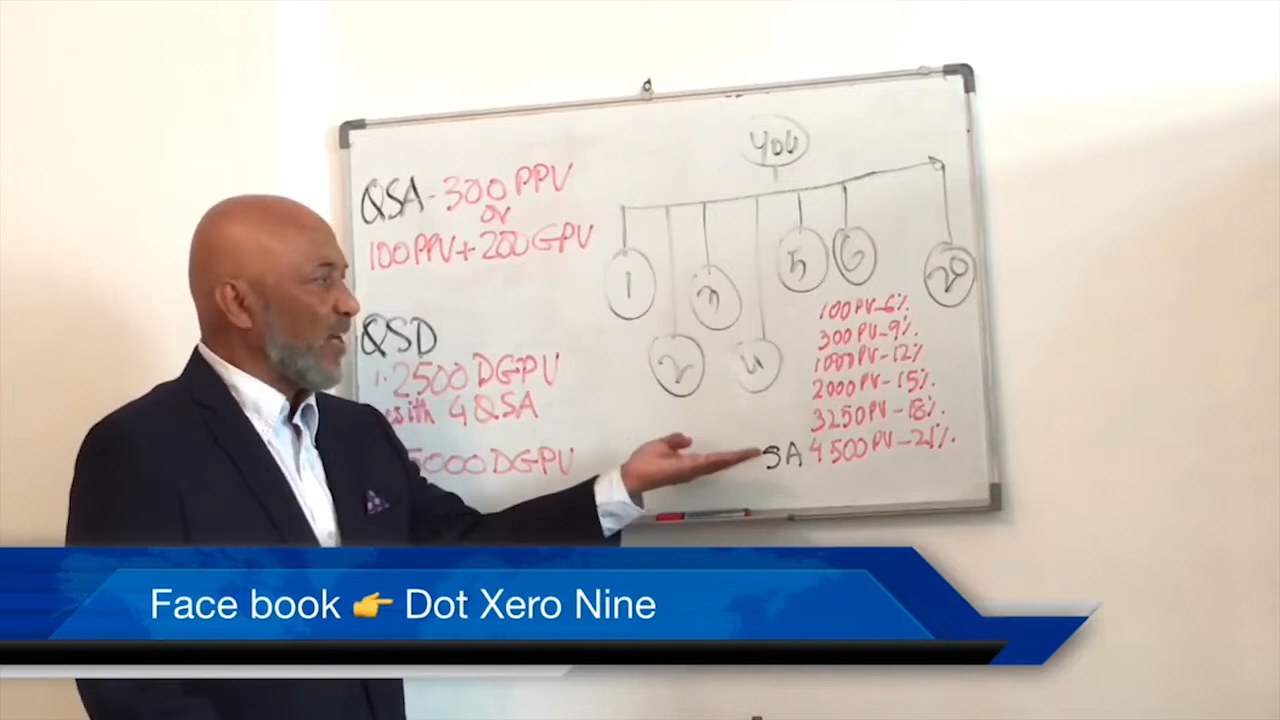 QSA - 300 PPV
or
100 PPV + 200 GPV
QSD
1. 2500 DGPV
with 4 QSA
5000 DGPV
YOU
1
2
3
4
5
6
20
100 PV - 6%
300 PV - 9%
1000 PV - 12%
2000 PV - 15%
3250 PV - 18%
SA 4500 PV - 21%
Face book 👉 Dot Xero Nine